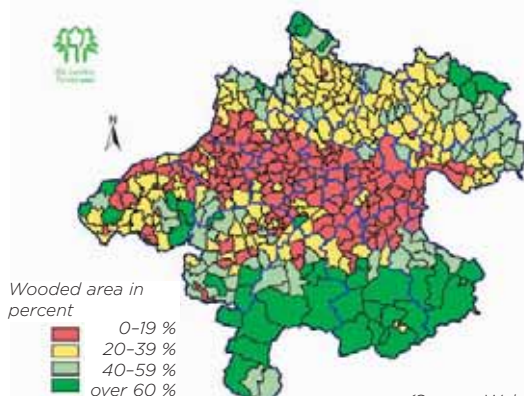 N
Wooded area in
percent
0–19 %
20–39 %
40–59 %
over 60 %